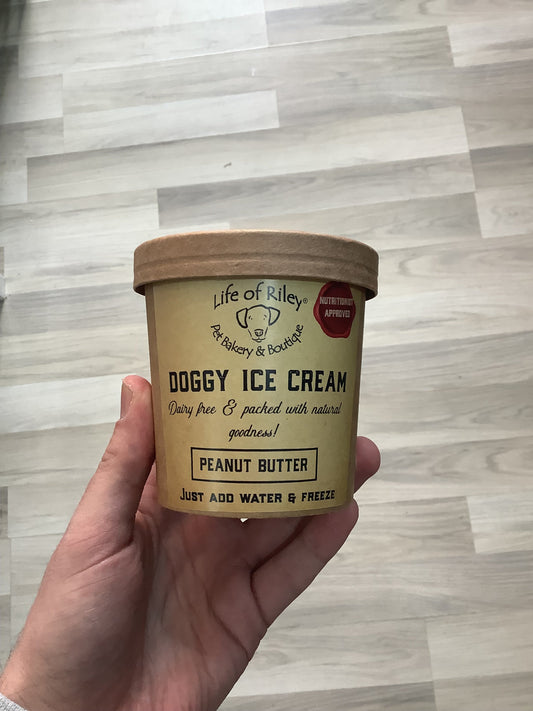 Life of Riley®
Pet Bakery & Boutique
NUTRITIONIST
APPROVED
DOGGY ICE CREAM
Dairy free & packed with natural
goodness!
PEANUT BUTTER
JUST ADD WATER & FREEZE